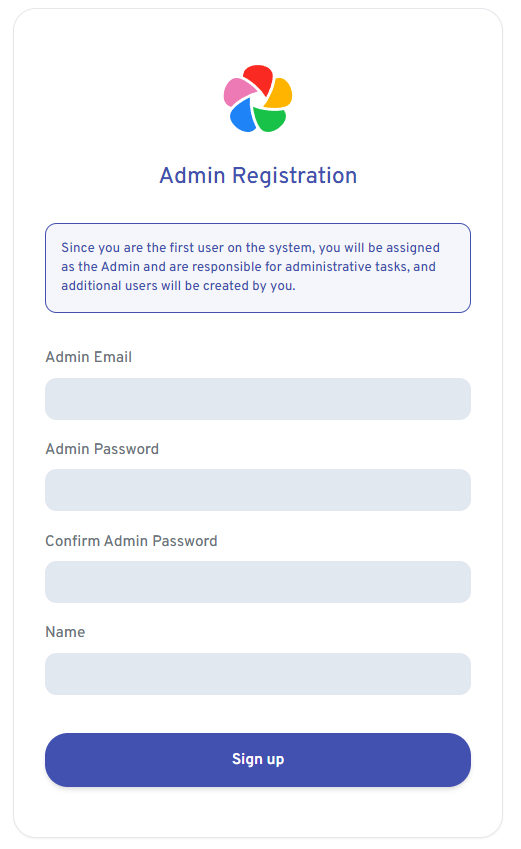 Admin Registration
Since you are the first user on the system, you will be assigned
as the Admin and are responsible for administrative tasks, and
additional users will be created by you.
Admin Email
Admin Password
Confirm Admin Password
Name
Sign up